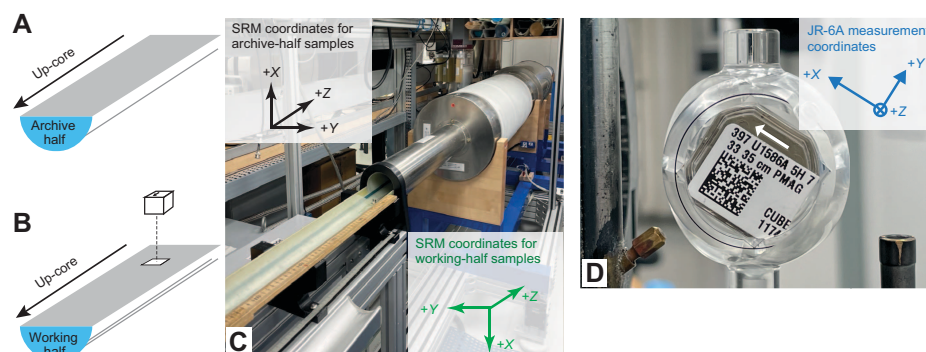 A
Up-core
Archive
half
B
Up-core
Working
half
SRM coordinates for
archive-half samples
+X
+Z
+Y
SRM coordinates for
working-half samples
+Z
+Y
+X
C
JR-6A measurement
coordinates
+X
+Y
+Z
397 U1586A 5H 7
33 35 cm PMAG
CUBE
1174
D